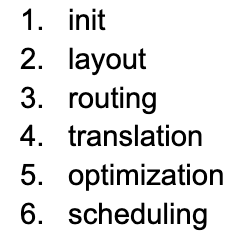 1. init
2. layout
3. routing
4. translation
5. optimization
6. scheduling